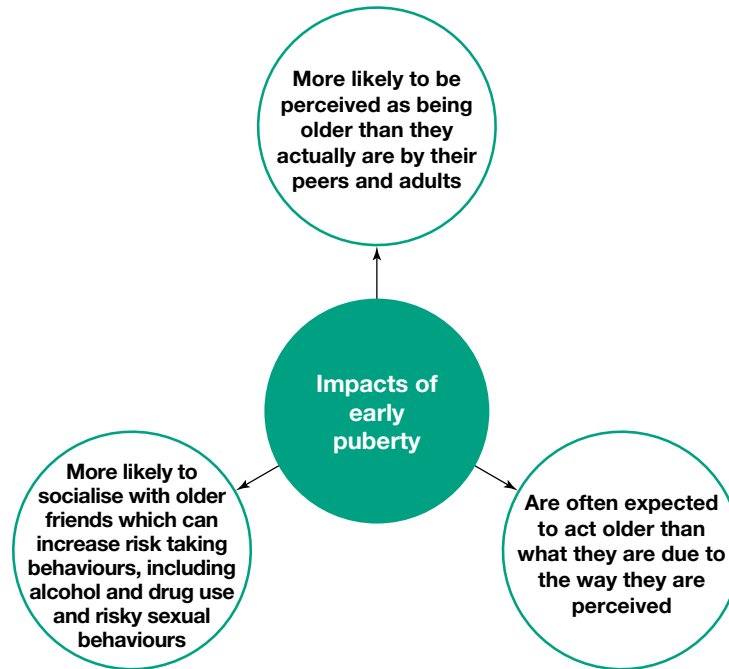 More likely to be
perceived as being
older than they
actually are by their
peers and adults
Impacts of
early
puberty
More likely to
socialise with older
friends which can
increase risk taking
behaviours, including
alcohol and drug use
and risky sexual
behaviours
Are often expected
to act older than
what they are due to
the way they are
perceived